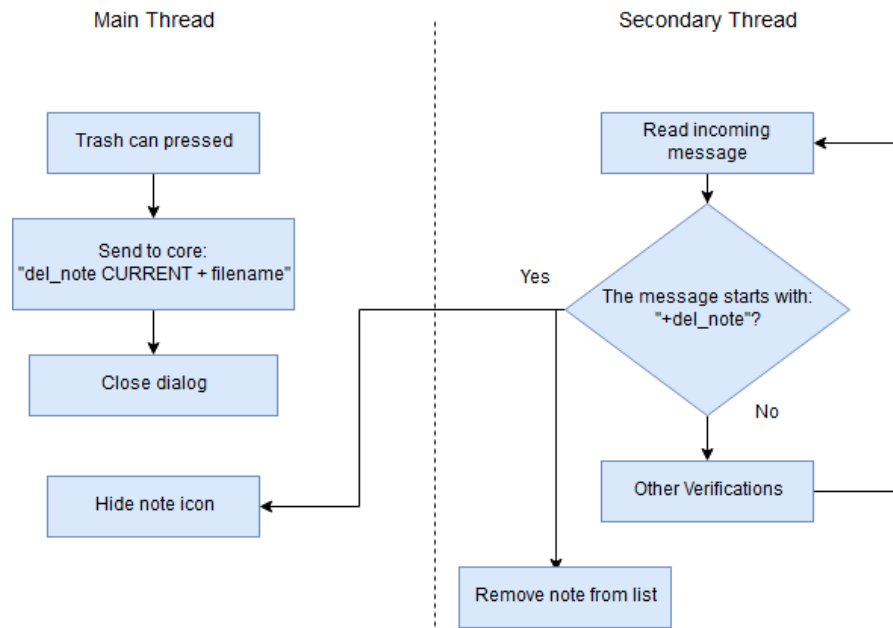 Main Thread
Secondary Thread
Trash can pressed
Read incoming
message
Send to core:
"del_note CURRENT + filename"
Yes
The message starts with:
"+del_note"?
Close dialog
No
Hide note icon
Other Verifications
Remove note from list